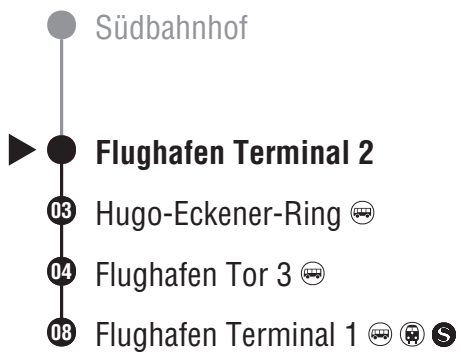 Südbahnhof
Flughafen Terminal 2
03 Hugo-Eckener-Ring
04 Flughafen Tor 3
08 Flughafen Terminal 1 S